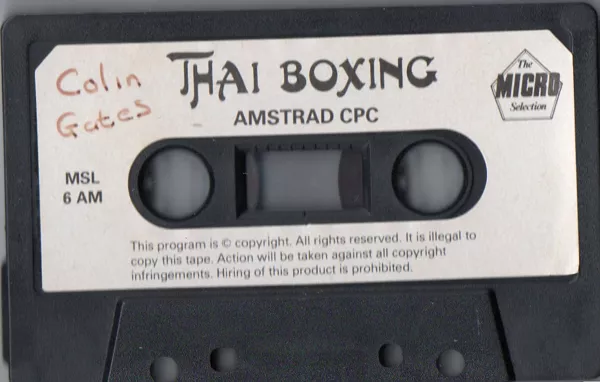 Colin
Gates
THAI BOXING
AMSTRAD CPC
The
MICRO
Selection
MSL
6 AM
This program is © copyright. All rights reserved. It is illegal to
copy this tape. Action will be taken against all copyright
infringements. Hiring of this product is prohibited.